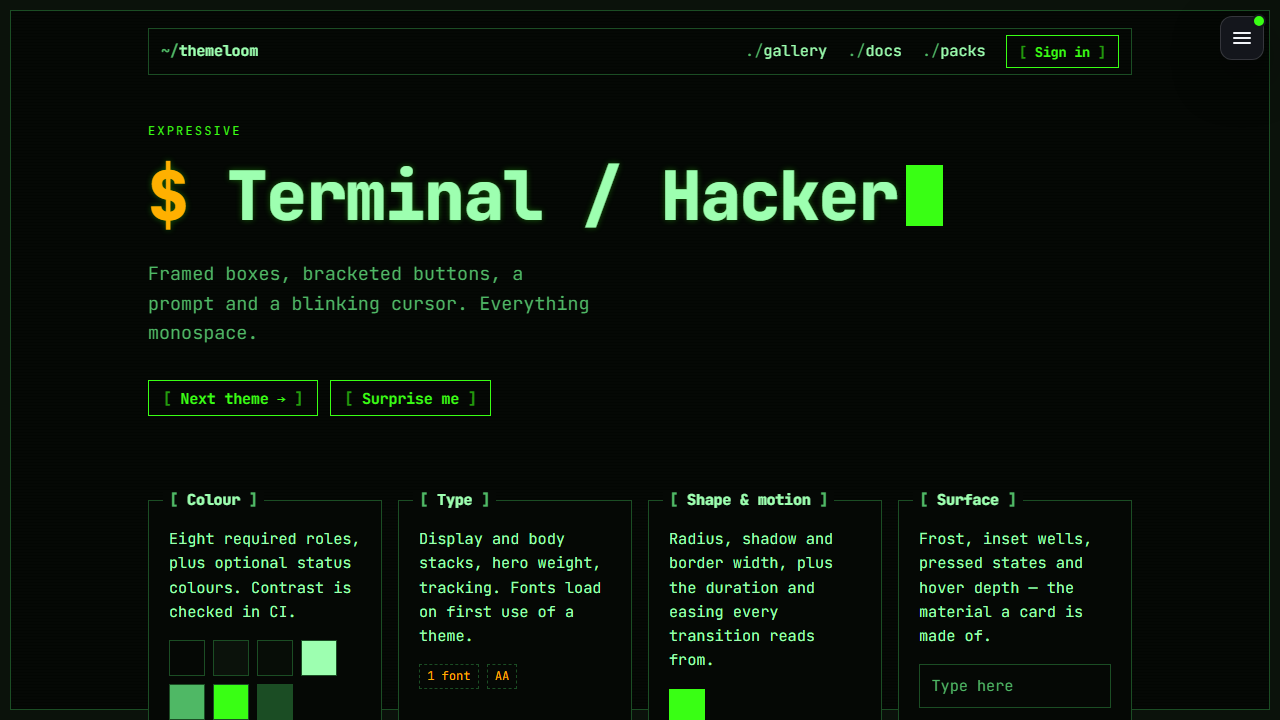 ~/themeloom
./gallery ./docs ./packs [ Sign in ]
EXPRESSIVE
$ Terminal / Hacker
Framed boxes, bracketed buttons, a
prompt and a blinking cursor. Everything
monospace.
[ Next theme → ] [ Surprise me ]
[ Colour ]
Eight required roles,
plus optional status
colours. Contrast is
checked in CI.
[ Type ]
Display and body
stacks, hero weight,
tracking. Fonts load
on first use of a
theme.
1 font AA
[ Shape & motion ]
Radius, shadow and
border width, plus
the duration and
easing every
transition reads
from.
[ Surface ]
Frost, inset wells,
pressed states and
hover depth — the
material a card is
made of.
Type here